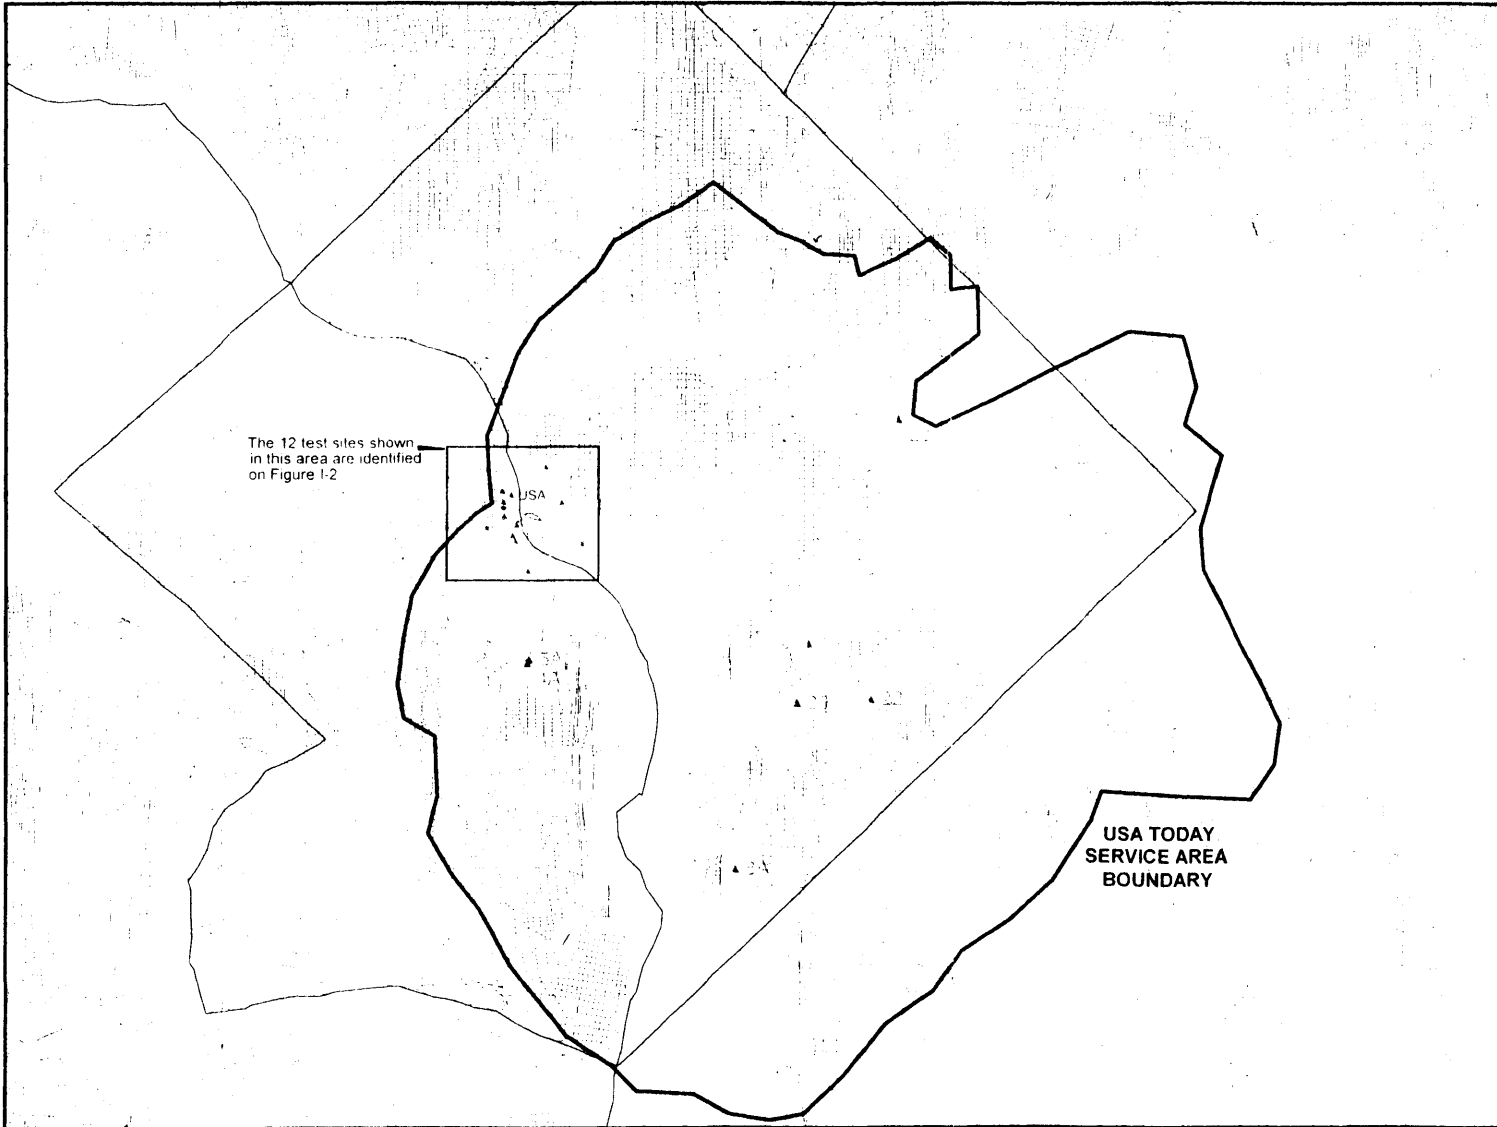 The 12 test sites shown
in this area are identified
on Figure I-2
USA
22
USA TODAY
SERVICE AREA
BOUNDARY